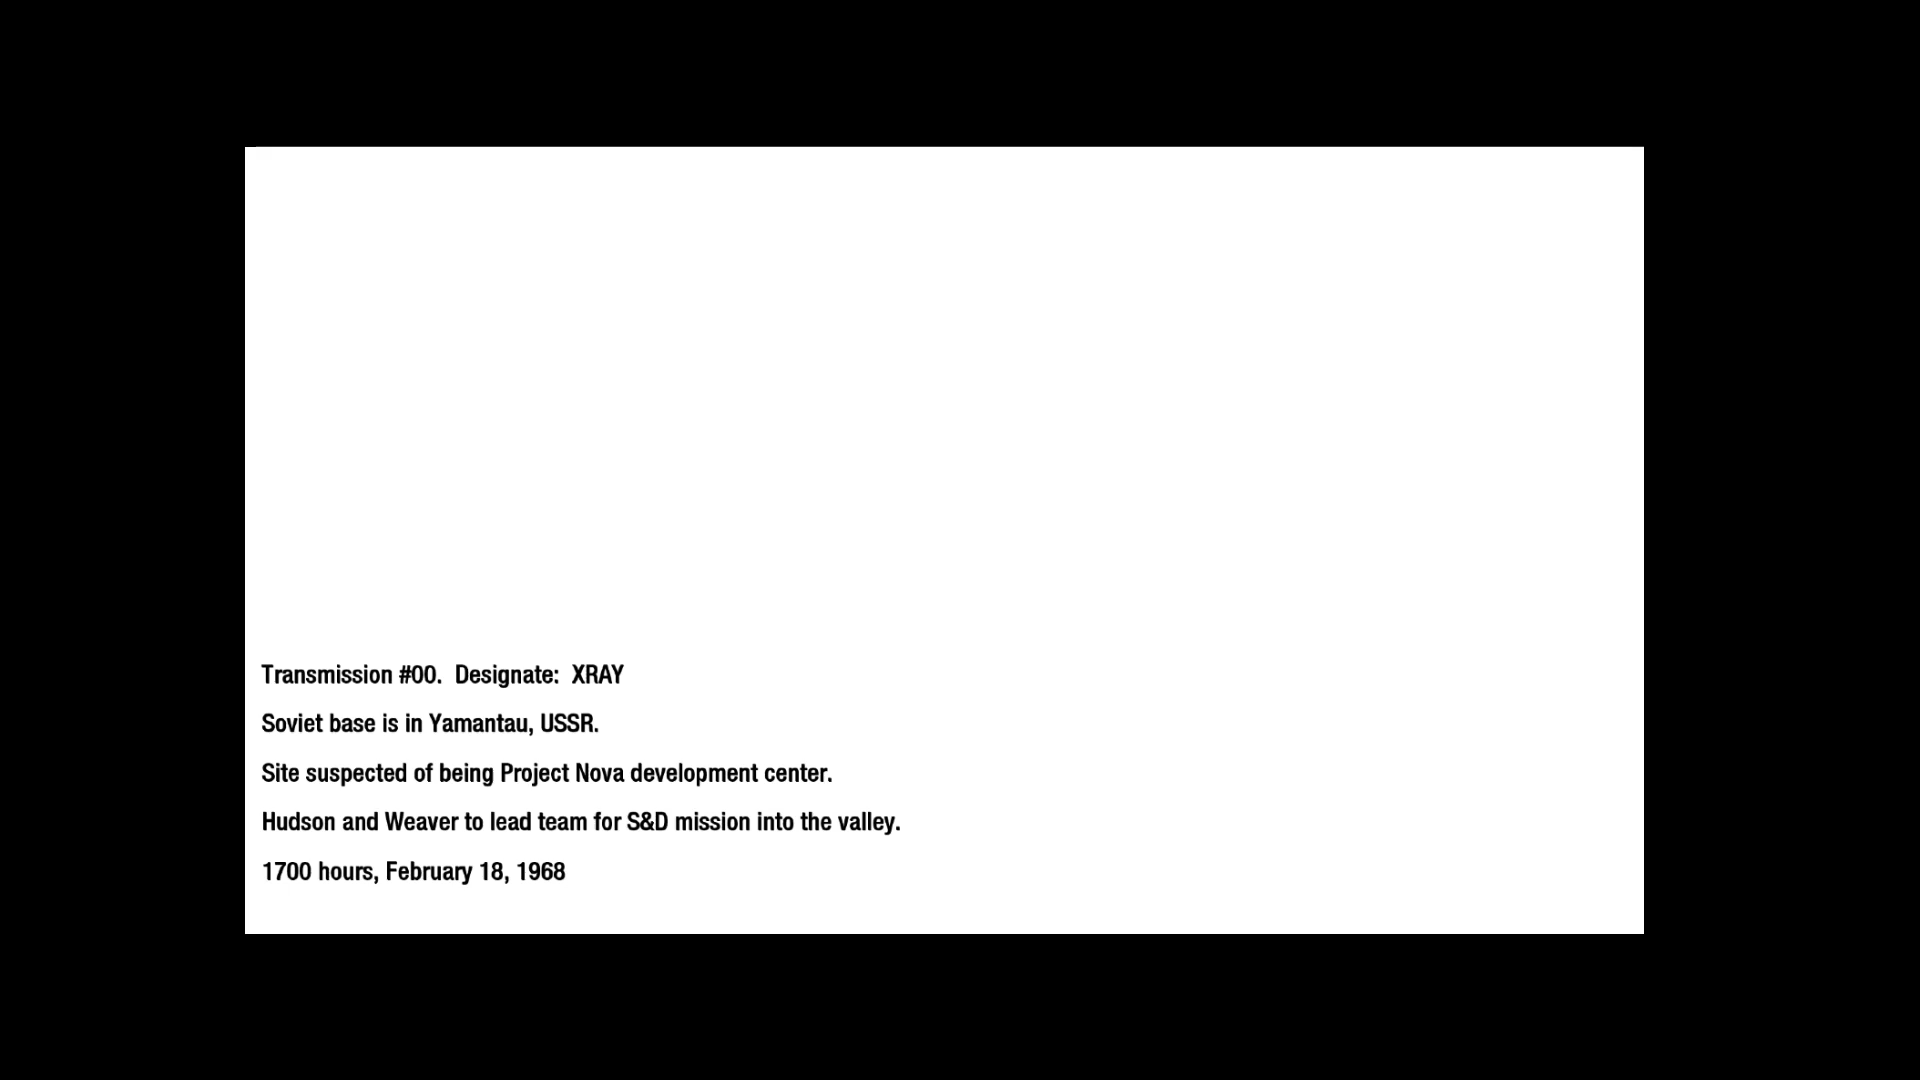 Transmission #00.  Designate:  XRAY
Soviet base is in Yamantau, USSR.
Site suspected of being Project Nova development center.
Hudson and Weaver to lead team for S&D mission into the valley.
1700 hours, February 18, 1968